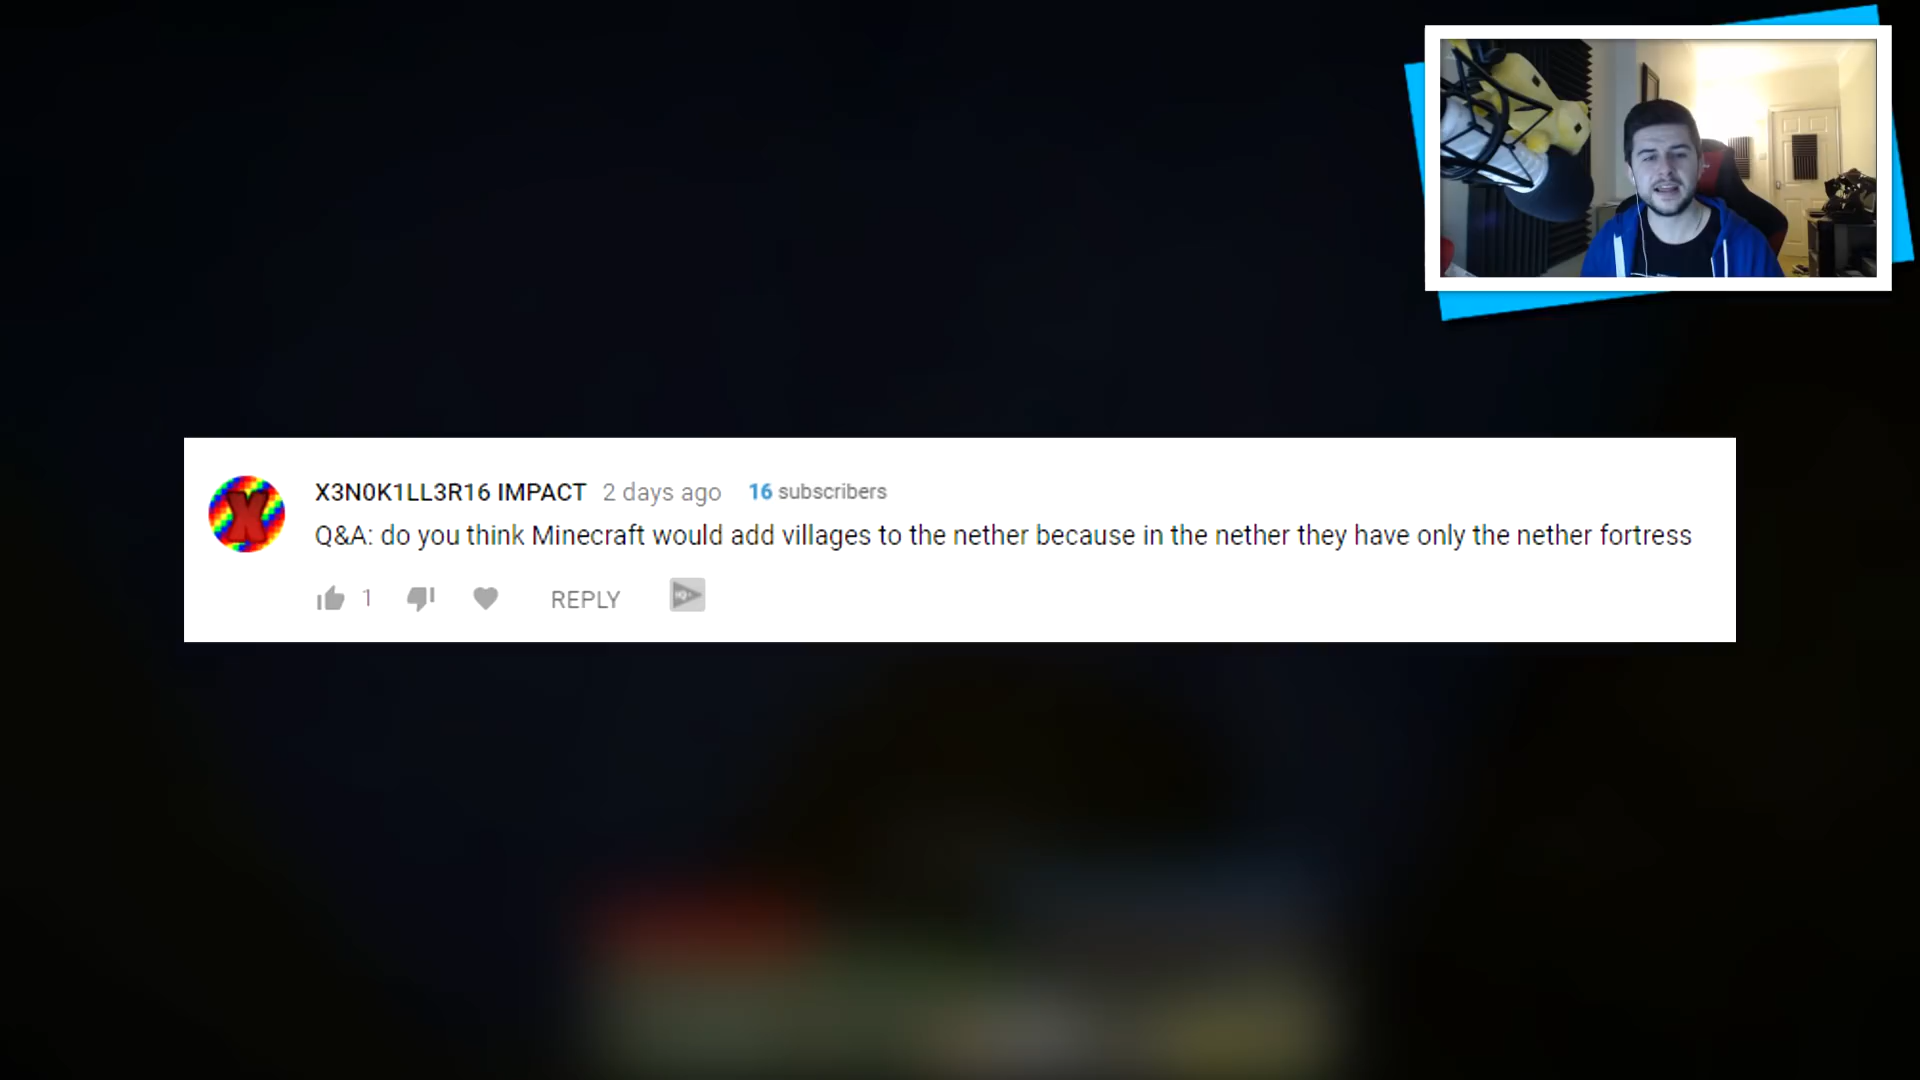 X3N0K1LL3R16 IMPACT 2 days ago 16 subscribers
Q&A: do you think Minecraft would add villages to the nether because in the nether they have only the nether fortress
1 REPLY